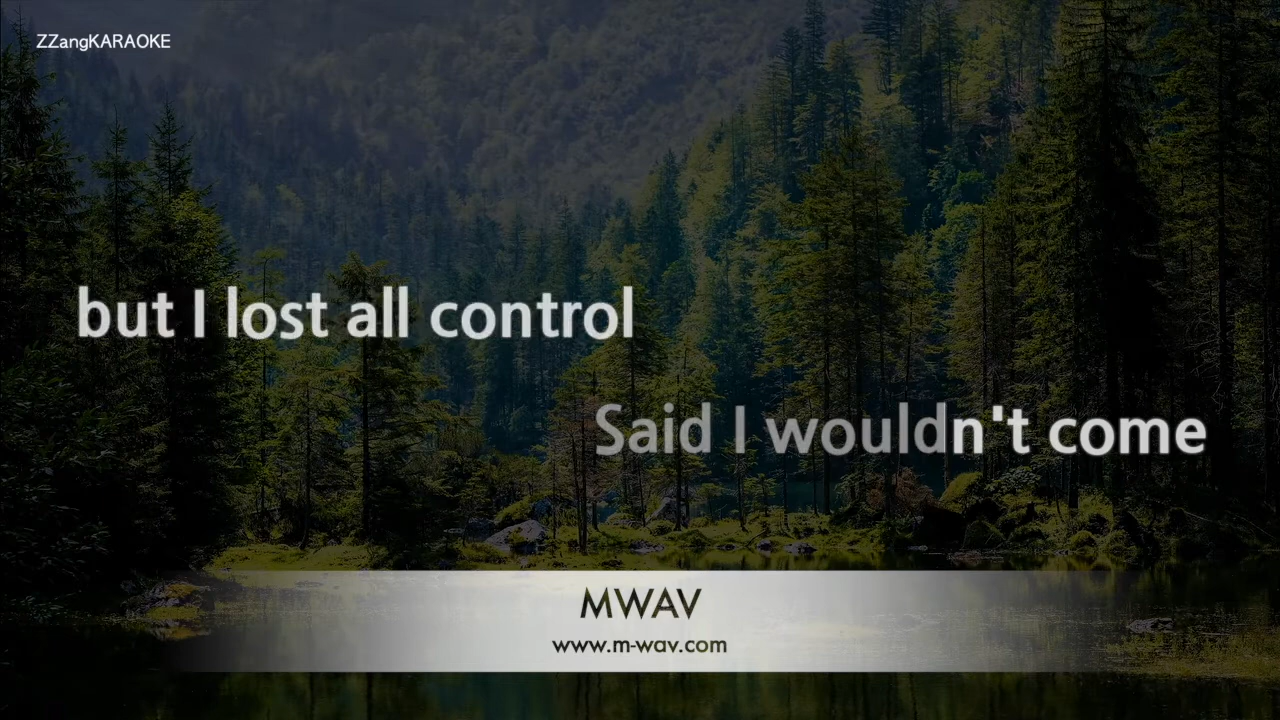 ZZangKARAOKE
but I lost all control
Said I wouldn't come
MWAV
www.m-wav.com